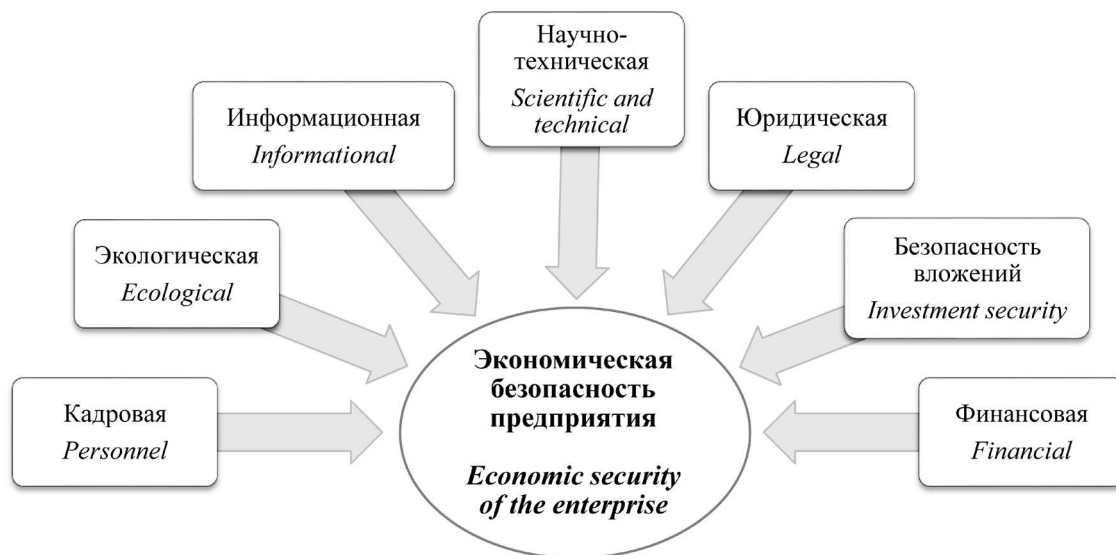 Научно-
техническая
Scientific and
technical
Информационная
Informational
Юридическая
Legal
Экологическая
Ecological
Безопасность
вложений
Investment security
Кадровая
Personnel
Экономическая
безопасность
предприятия
Economic security
of the enterprise
Финансовая
Financial